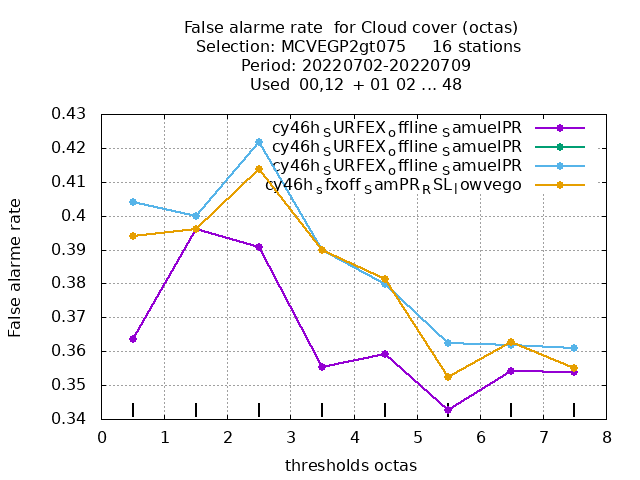 False alarme rate  for Cloud cover (octas)
Selection: MCVEGP2gt075     16 stations
Period: 20220702-20220709
Used  00,12  + 01 02 ... 48
0.43
0.42
0.41
0.4
0.39
0.38
0.37
0.36
0.35
0.34
False alarme rate
cy46h_SURFEX_offline_SamuelPR
cy46h_SURFEX_offline_SamuelPR
cy46h_SURFEX_offline_SamuelPR
cy46h_sfxoff_SamPR_RSL_lowvego
0 1 2 3 4 5 6 7 8
thresholds octas